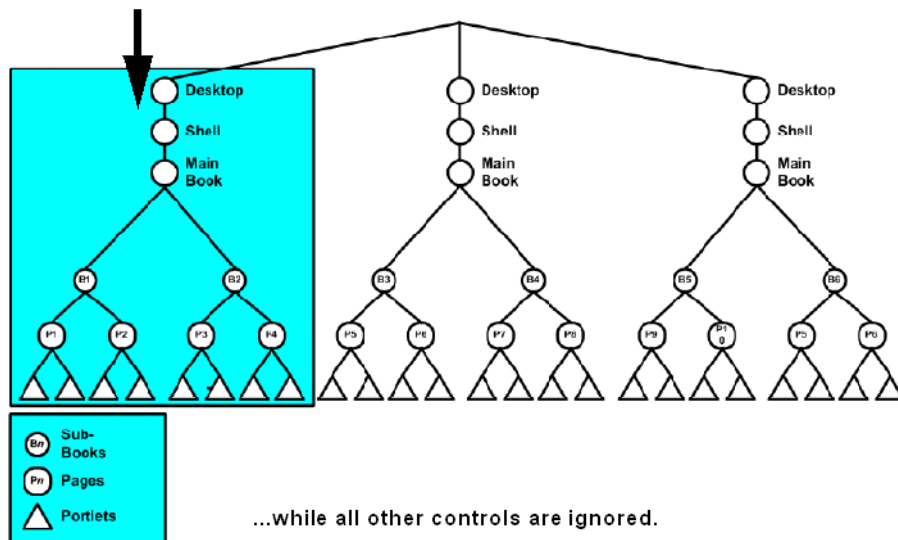 Desktop
Desktop
Desktop
Shell
Shell
Shell
Main
Book
Main
Book
Main
Book
B1
B2
B3
B4
B5
B6
P1
P2
P3
P4
P5
P6
P7
P8
P9
P1
0
P5
P6
Bn
Sub-
Books
Pn
Pages
Portlets
...while all other controls are ignored.